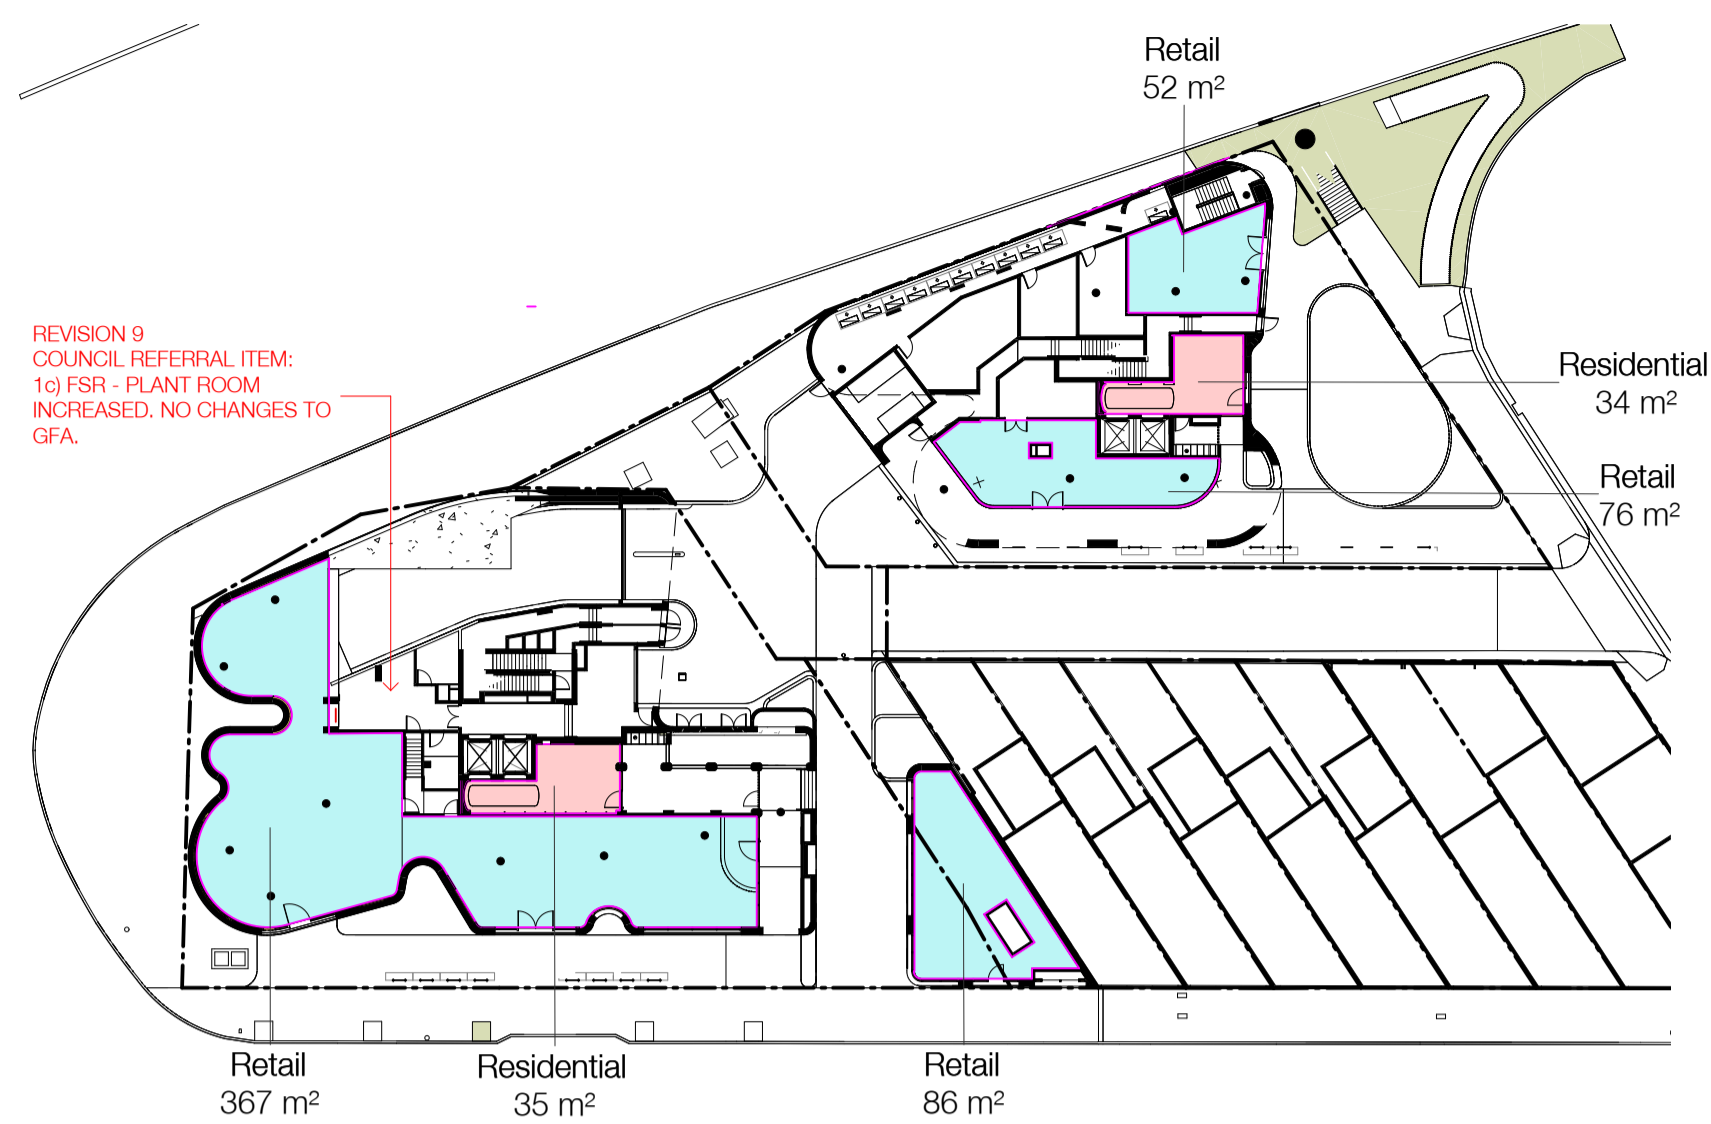 Retail
52 m²
REVISION 9
COUNCIL REFERRAL ITEM:
1c) FSR - PLANT ROOM
INCREASED. NO CHANGES TO
GFA.
Residential
34 m²
Retail
76 m²
Retail
367 m²
Residential
35 m²
Retail
86 m²